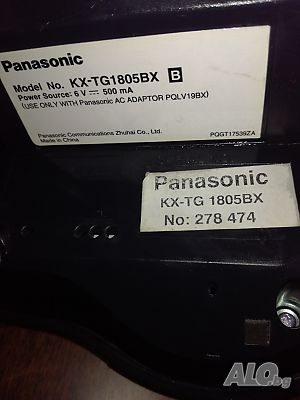 Panasonic
Model No. KX-TG1805BX B
Power Source: 6 V ⎓ 500 mA
(USE ONLY WITH Panasonic AC ADAPTOR PQLV19BX)
Panasonic Communications Zhuhai Co., Ltd.
Made in China
PQGT17539ZA
Panasonic
KX-TG 1805BX
No: 278 474
ALO.bg